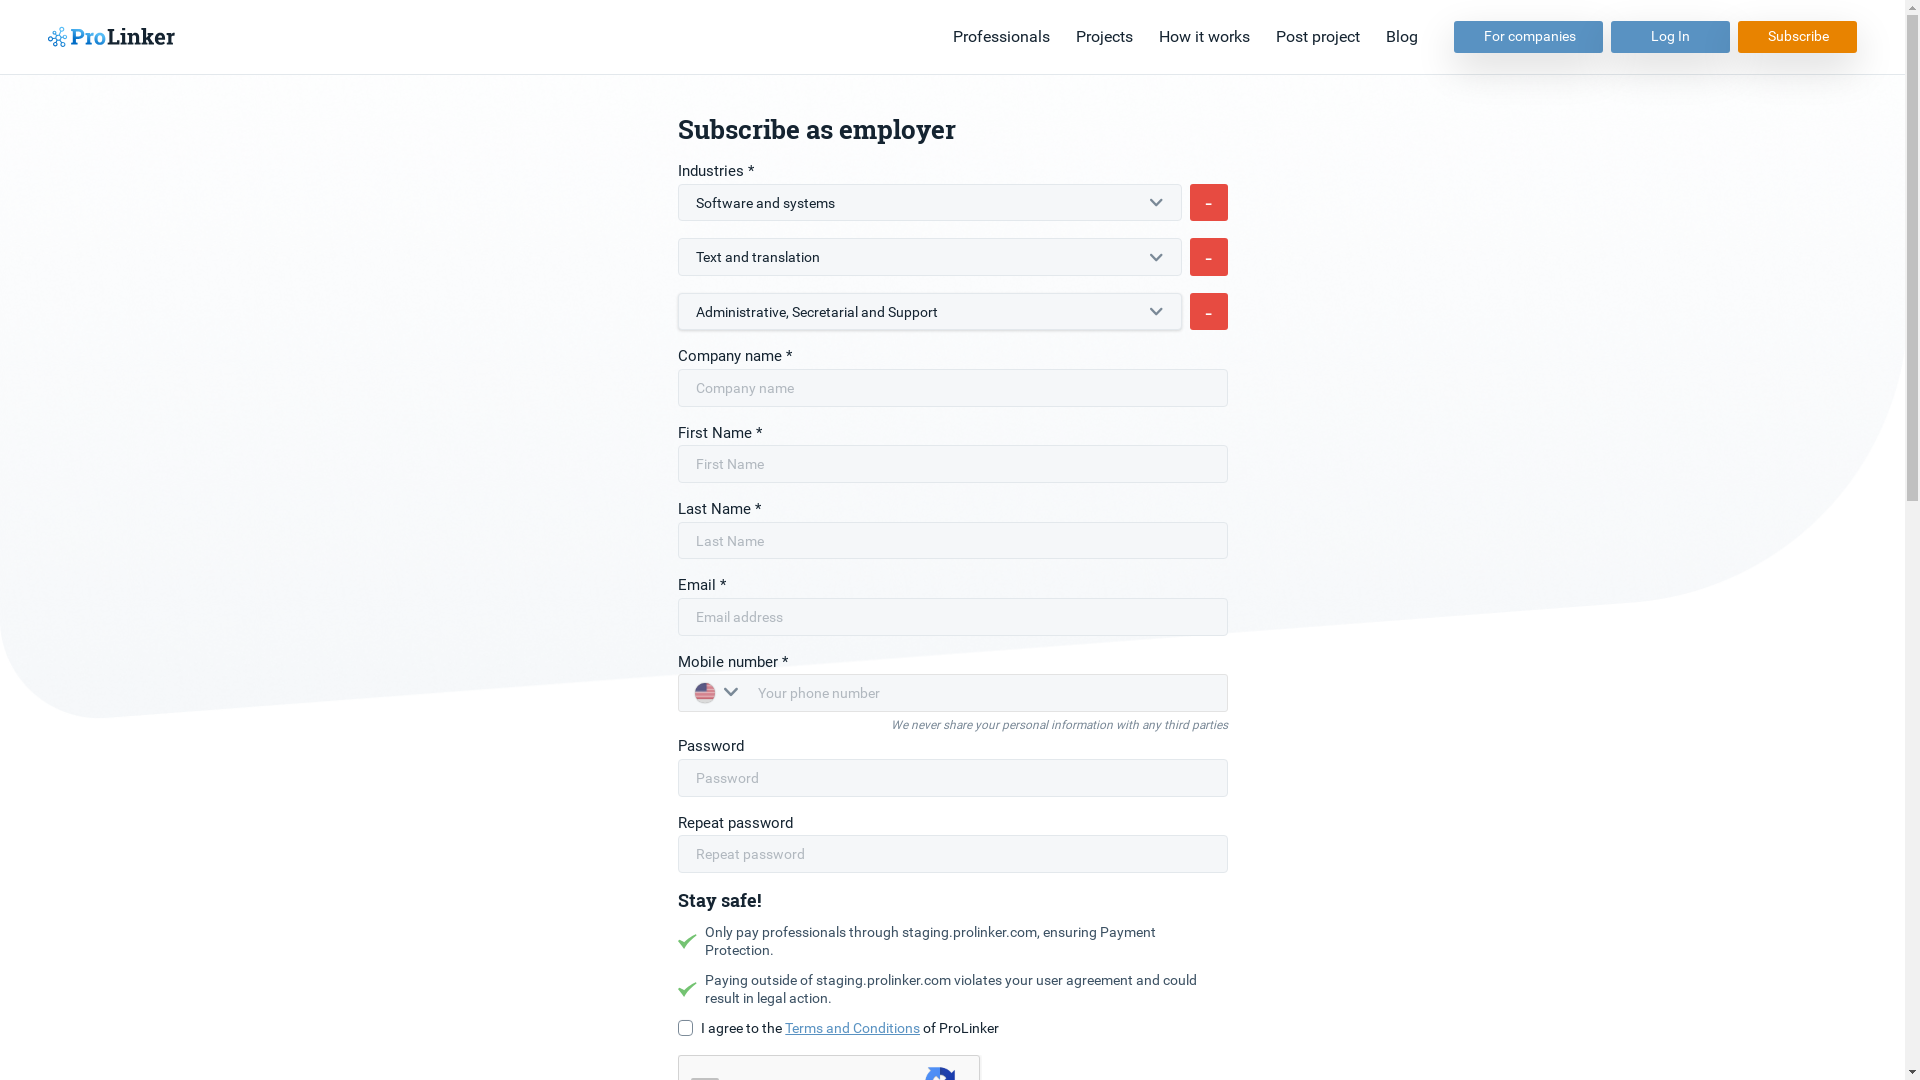 ProLinker
Professionals
Projects
How it works
Post project
Blog
For companies
Log In
Subscribe
Subscribe as employer
Industries *
Software and systems
-
Text and translation
-
Administrative, Secretarial and Support
-
Company name *
Company name
First Name *
First Name
Last Name *
Last Name
Email *
Email address
Mobile number *
Your phone number
We never share your personal information with any third parties
Password
Password
Repeat password
Repeat password
Stay safe!
Only pay professionals through staging.prolinker.com, ensuring Payment
Protection.
Paying outside of staging.prolinker.com violates your user agreement and could
result in legal action.
I agree to the Terms and Conditions of ProLinker